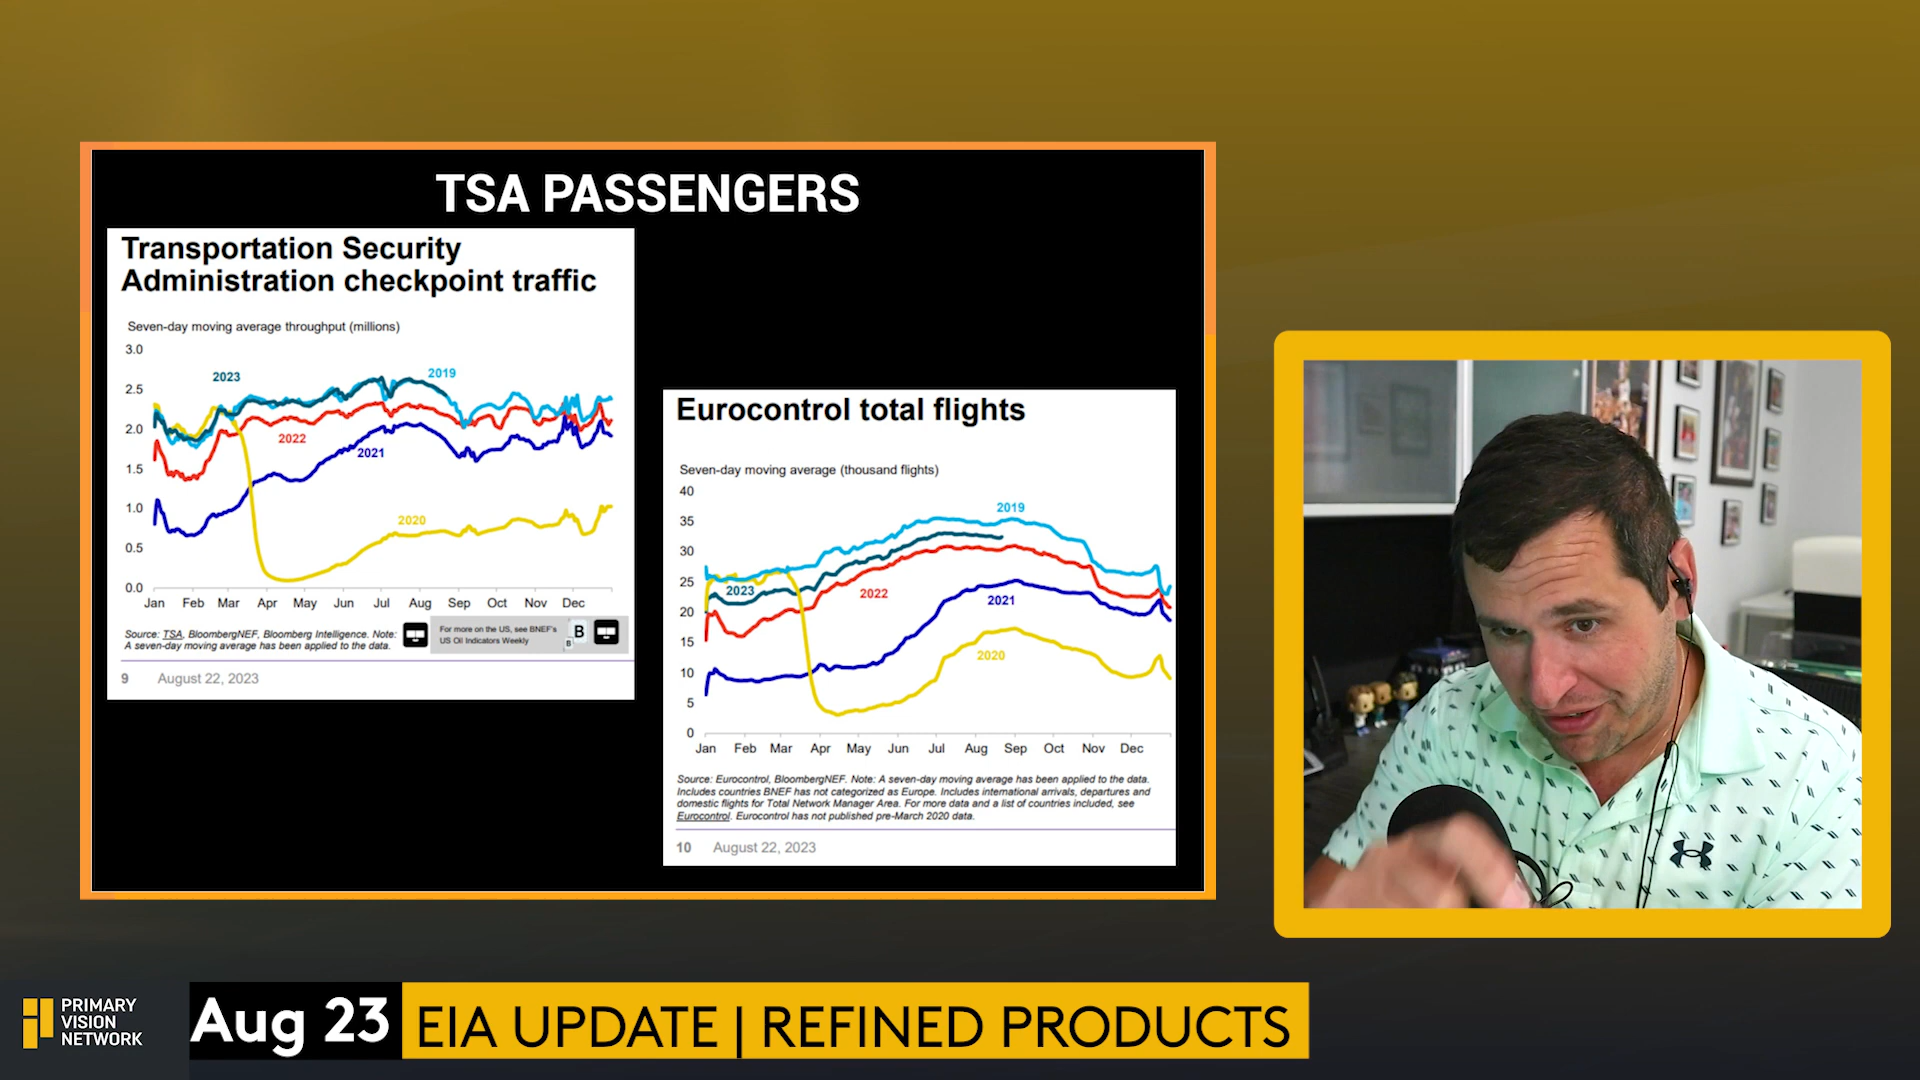 TSA PASSENGERS
Transportation Security
Administration checkpoint traffic
Seven-day moving average throughput (millions)
3.0
2.5
2.0
1.5
1.0
0.5
0.0
2023
2019
2022
2021
2020
Jan Feb Mar Apr May Jun Jul Aug Sep Oct Nov Dec
Source: TSA, BloombergNEF, Bloomberg Intelligence. Note:
A seven-day moving average has been applied to the data.
For more on the US, see BNEF's
US Oil Indicators Weekly
B
B
9 August 22, 2023
Eurocontrol total flights
Seven-day moving average (thousand flights)
40
35
30
25
20
15
10
5
0
2019
2023
2022
2021
2020
Jan Feb Mar Apr May Jun Jul Aug Sep Oct Nov Dec
Source: Eurocontrol, BloombergNEF. Note: A seven-day moving average has been applied to the data.
Includes countries BNEF has not categorized as Europe. Includes international arrivals, departures and
domestic flights for Total Network Manager Area. For more data and a list of countries included, see
Eurocontrol. Eurocontrol has not published pre-March 2020 data.
10 August 22, 2023
PRIMARY
VISION
NETWORK
Aug 23
EIA UPDATE | REFINED PRODUCTS